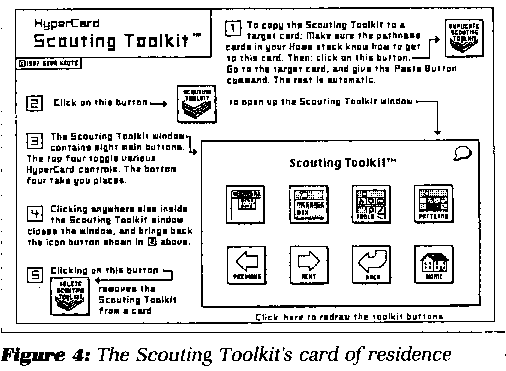 HyperCard
Scouting Toolkit™
1 To copy the Scouting Toolkit to a
target card: Make sure the pathname
cards in your Home stack know how to get
to this card. Then: click on this button.
Go to the target card, and give the Paste Button
command. The rest is automatic.
DUPLICATE
SCOUTING
TOOLKIT
2 Click on this button
SCOUTING
TOOLKIT
to open up the Scouting Toolkit window
3 The Scouting Toolkit window
contains eight main buttons.
The top four toggle various
HyperCard controls. The bottom
four take you places.
4 Clicking anywhere else inside
the Scouting Toolkit window
closes the window, and brings back
the icon button shown in 2 above.
5 Clicking on this button
DELETE
SCOUTING
TOOLKIT
removes the
Scouting Toolkit
from a card
Scouting Toolkit™
MESSAGE
BOX
TOOLS
PATTERNS
PREVIOUS
NEXT
BACK
HOME
Click here to redraw the toolkit buttons
Figure 4: The Scouting Toolkit's card of residence